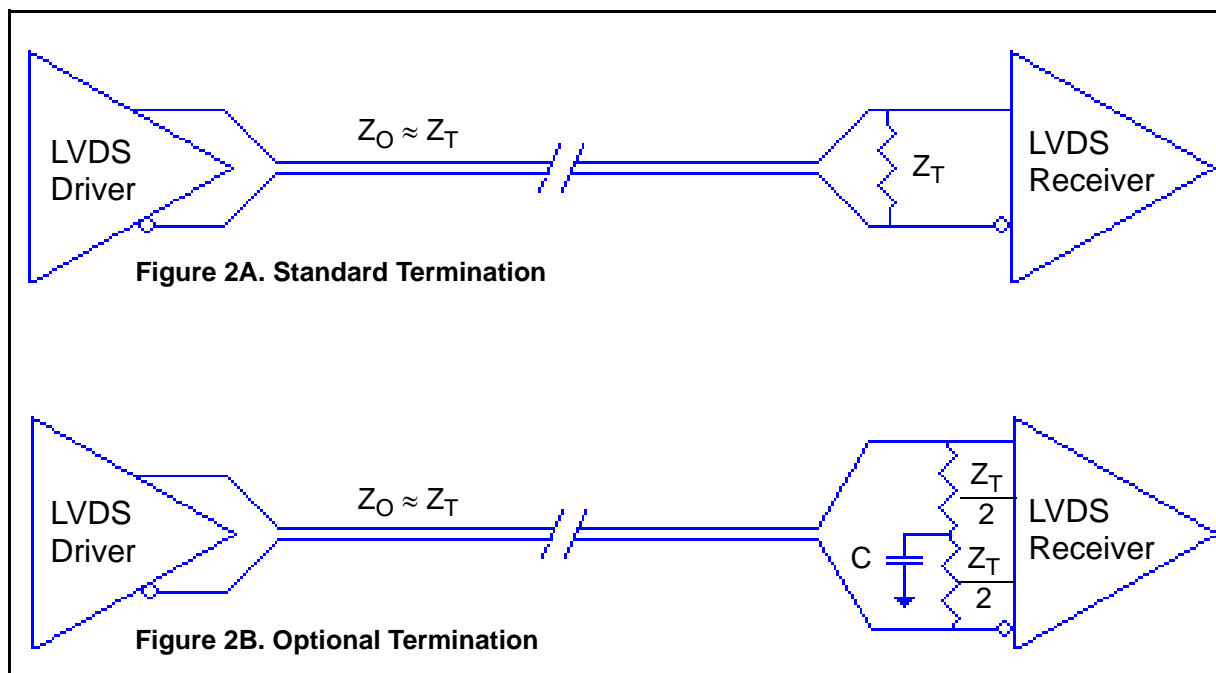 LVDS
Driver
Z_O ≈ Z_T
Z_T
LVDS
Receiver
Figure 2A. Standard Termination
LVDS
Driver
Z_O ≈ Z_T
C
Z_T
2
Z_T
2
LVDS
Receiver
Figure 2B. Optional Termination